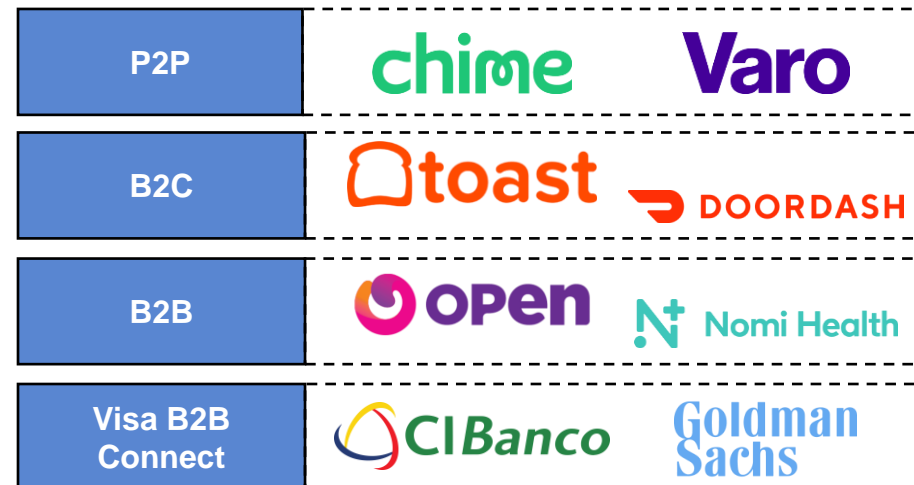 P2P
chime
Varo
B2C
toast
DOORDASH
B2B
OPEN
N+ Nomi Health
Visa B2B
Connect
CIBanco
Goldman
Sachs